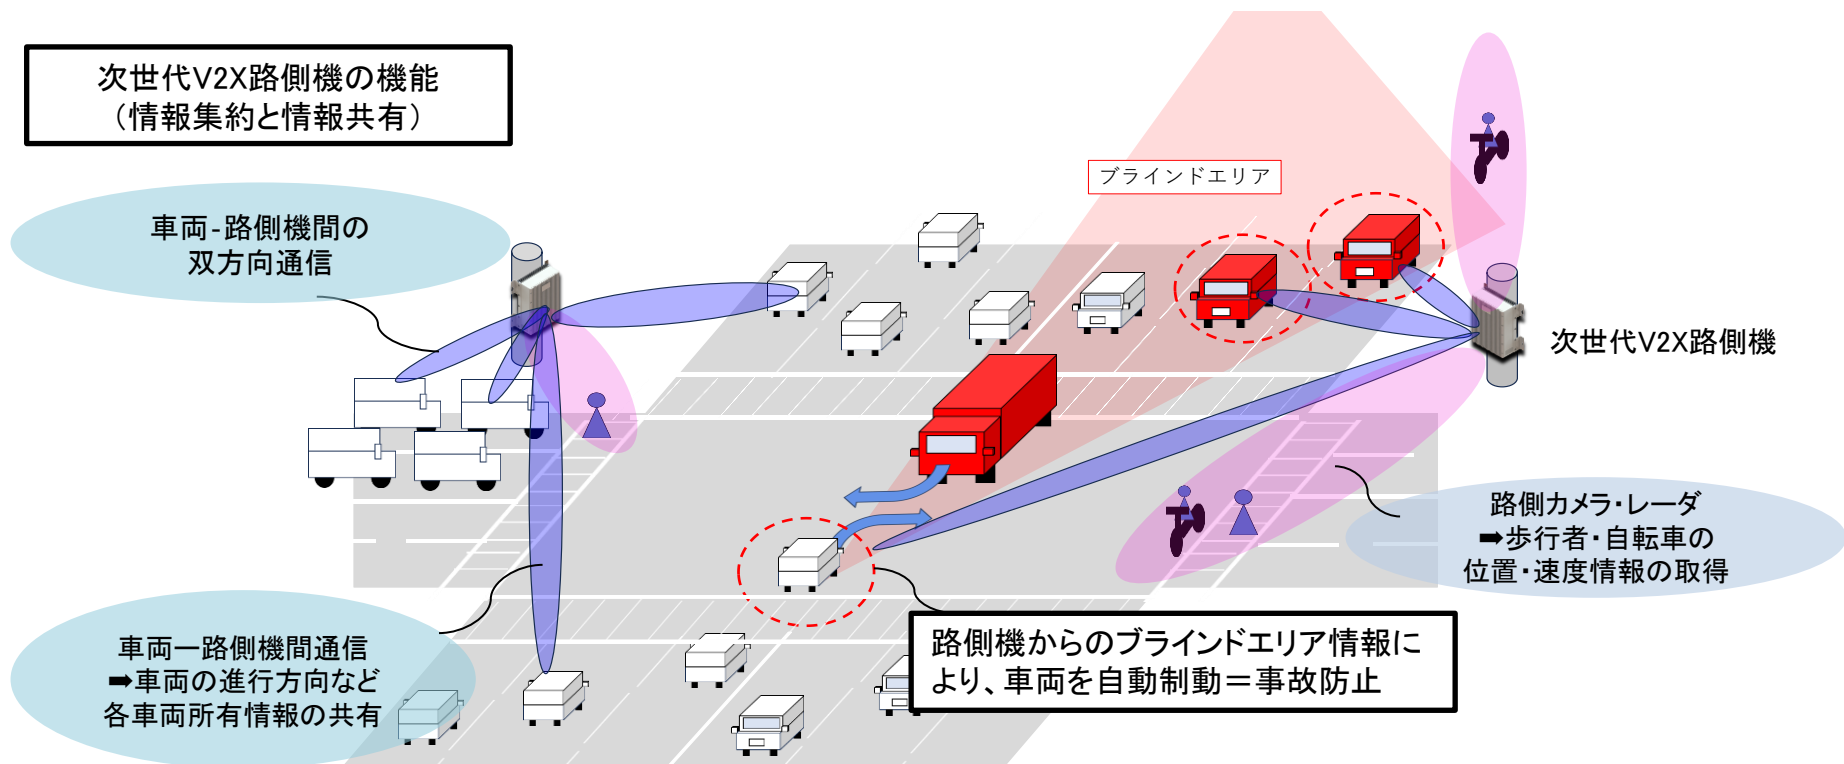 次世代V2X路側機の機能
（情報集約と情報共有）
車両-路側機間の
双方向通信
ブラインドエリア
次世代V2X路側機
路側カメラ・レーダ
➡歩行者・自転車の
位置・速度情報の取得
車両ー路側機間通信
➡車両の進行方向など
各車両所有情報の共有
路側機からのブラインドエリア情報に
より、車両を自動制動＝事故防止